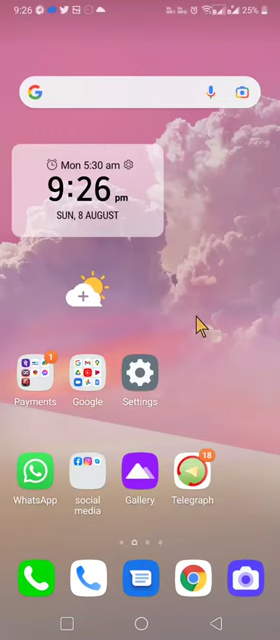 9:26
25%
Mon 5:30 am
9:26 pm
SUN, 8 AUGUST
1
Payments
Google
Settings
18
WhatsApp
social
media
Gallery
Telegraph